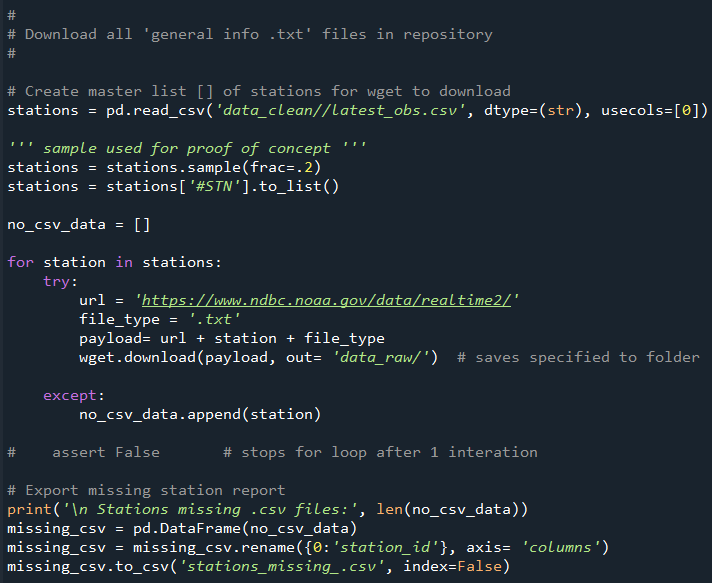 #
# Download all 'general info .txt' files in repository
#
# Create master list [] of stations for wget to download
stations = pd.read_csv('data_clean//latest_obs.csv', dtype=(str), usecols=[0])
''' sample used for proof of concept '''
stations = stations.sample(frac=.2)
stations = stations['#STN'].to_list()
no_csv_data = []
for station in stations:
    try:
        url = 'https://www.ndbc.noaa.gov/data/realtime2/'
        file_type = '.txt'
        payload= url + station + file_type
        wget.download(payload, out= 'data_raw/')  # saves specified to folder
    except:
        no_csv_data.append(station)
#    assert False       # stops for loop after 1 interation
# Export missing station report
print('\n Stations missing .csv files:', len(no_csv_data))
missing_csv = pd.DataFrame(no_csv_data)
missing_csv = missing_csv.rename({0:'station_id'}, axis= 'columns')
missing_csv.to_csv('stations_missing_.csv', index=False)